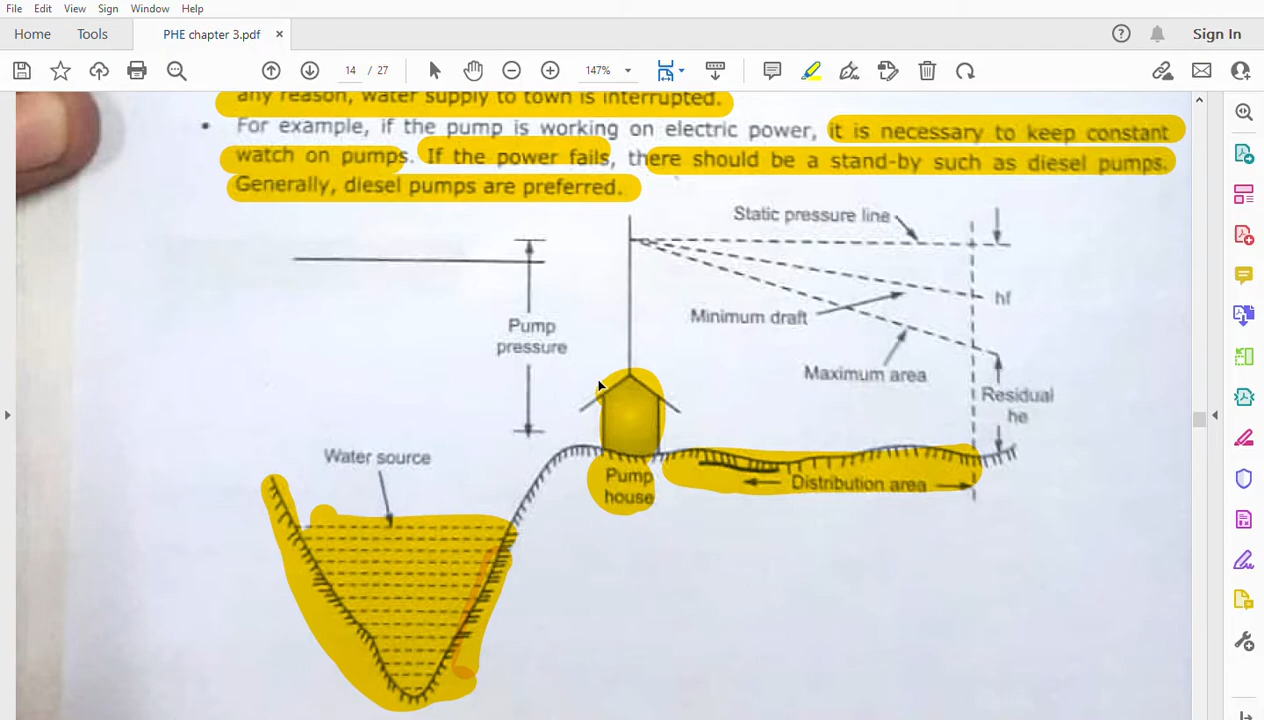 File Edit View Sign Window Help
Home Tools PHE chapter 3.pdf × Sign In
14 / 27 147%
any reason, water supply to town is interrupted.
• For example, if the pump is working on electric power, it is necessary to keep constant
watch on pumps. If the power fails, there should be a stand-by such as diesel pumps.
Generally, diesel pumps are preferred.
Static pressure line
hf
Minimum draft
Pump
pressure
Maximum area
Residual
he
Water source
Pump
house
Distribution area